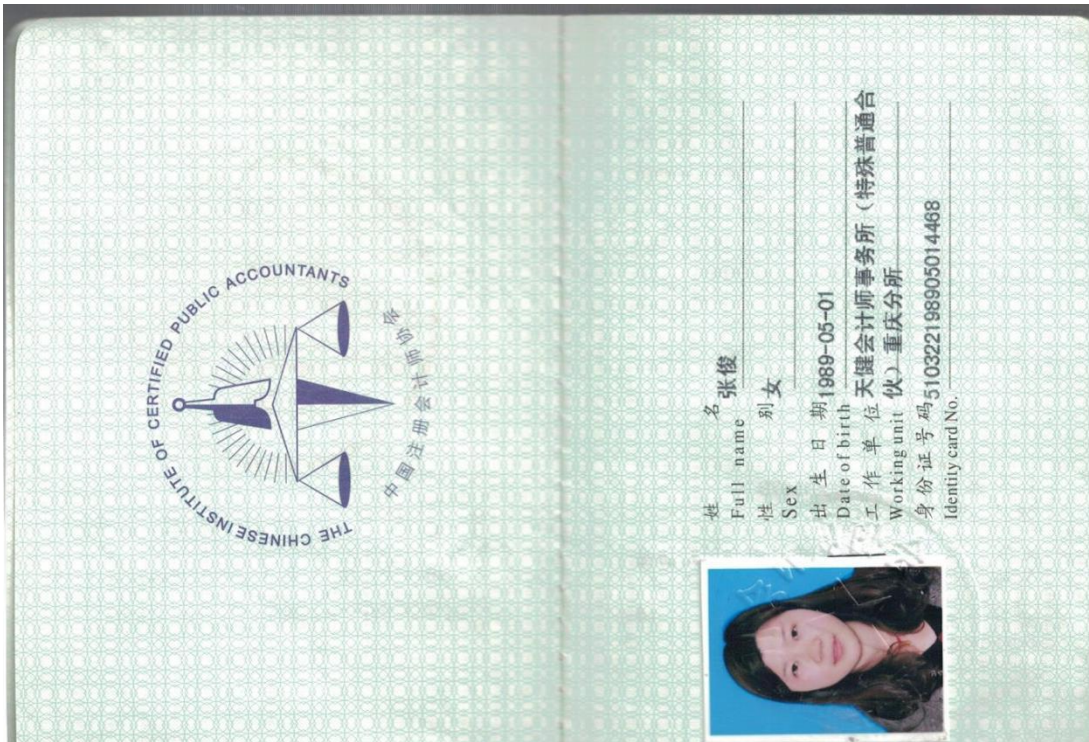 THE CHINESE INSTITUTE OF CERTIFIED PUBLIC ACCOUNTANTS
中国注册会计师协会
姓 名 张俊
Full name
性 别 女
Sex
出 生 日 期 1989-05-01
Date of birth
工 作 单 位 天健会计师事务所（特殊普通合
Working unit 伙）重庆分所
身份证号码 510322198905014468
Identity card No.